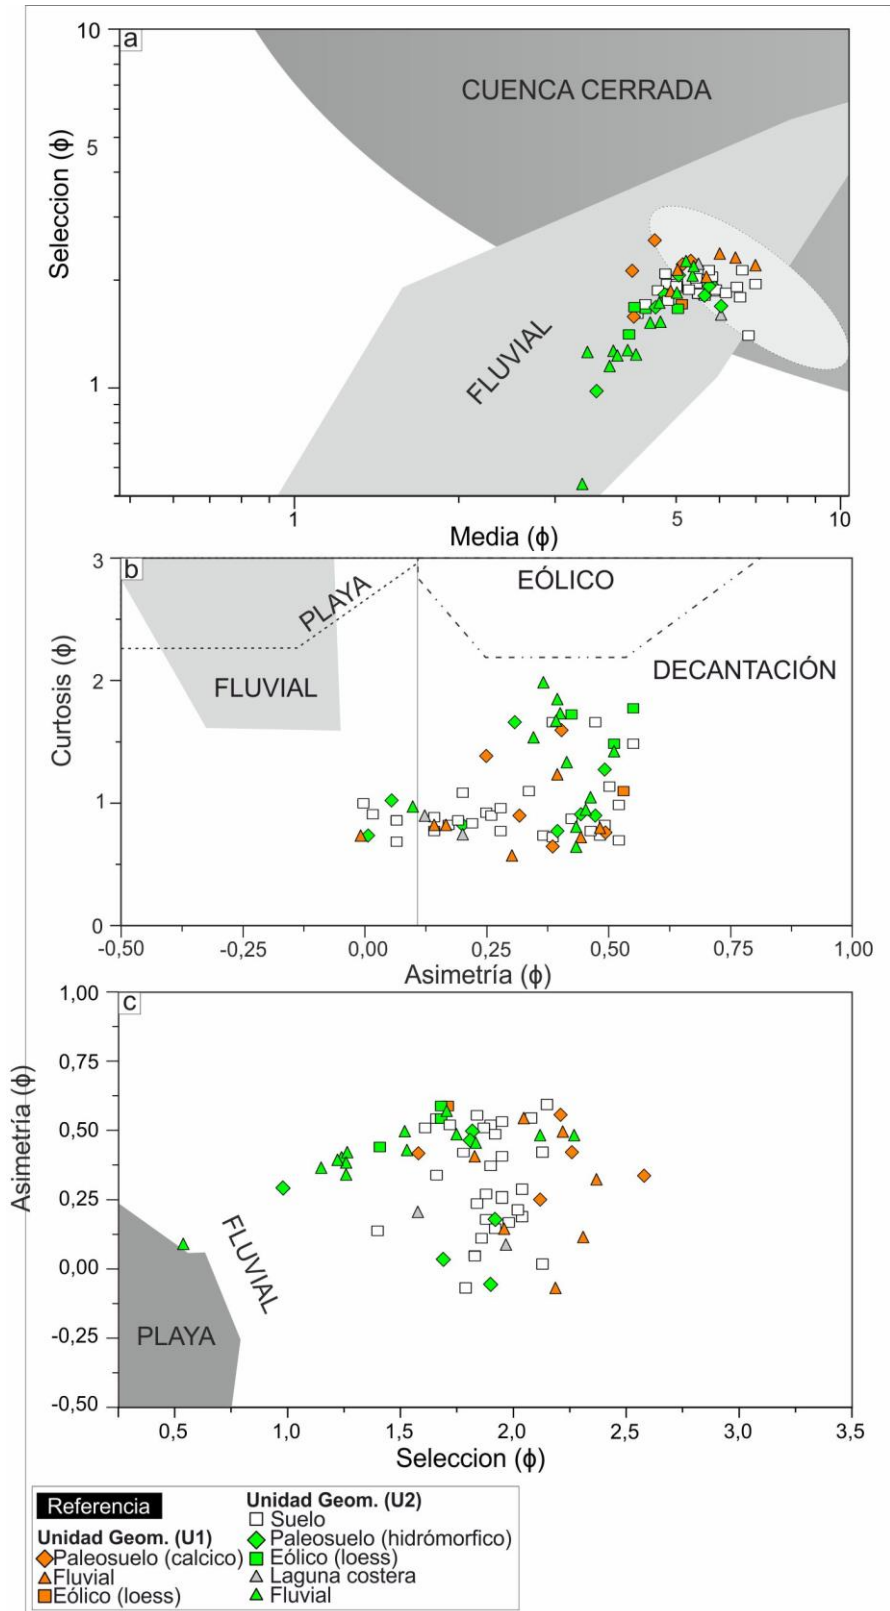 a
10
5
1
Seleccion (ϕ)
CUENCA CERRADA
FLUVIAL
1
5
10
Media (ϕ)
b
3
2
1
0
Curtosis (ϕ)
PLAYA
EÓLICO
FLUVIAL
DECANTACIÓN
-0,50
-0,25
0,00
0,25
0,50
0,75
1,00
Asimetría (ϕ)
c
1,00
0,75
0,50
0,25
0,00
-0,25
-0,50
Asimetría (ϕ)
FLUVIAL
PLAYA
0,5
1,0
1,5
2,0
2,5
3,0
3,5
Seleccion (ϕ)
Referencia
Unidad Geom. (U1)
Paleosuelo (calcico)
Fluvial
Eólico (loess)
Unidad Geom. (U2)
Suelo
Paleosuelo (hidrómorfico)
Eólico (loess)
Laguna costera
Fluvial